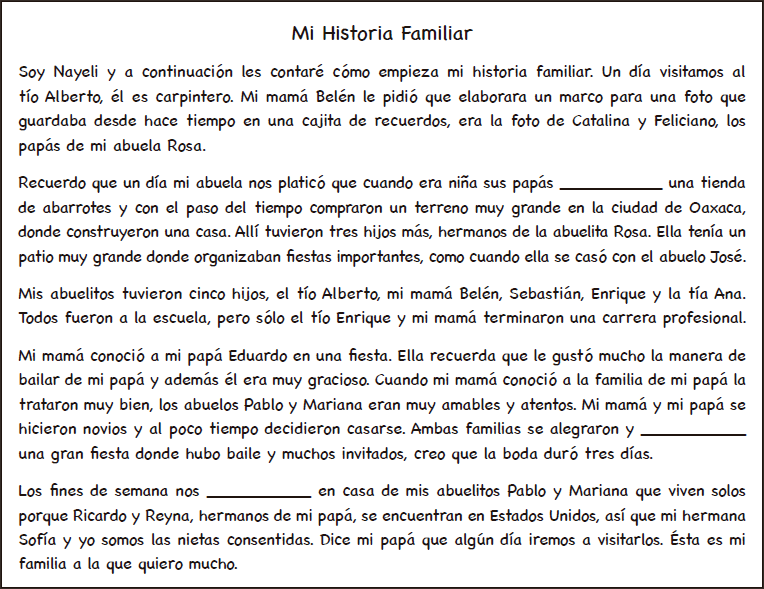 Mi Historia Familiar
Soy Nayeli y a continuación les contaré cómo empieza mi historia familiar. Un día visitamos al
tío Alberto, él es carpintero. Mi mamá Belén le pidió que elaborara un marco para una foto que
guardaba desde hace tiempo en una cajita de recuerdos, era la foto de Catalina y Feliciano, los
papás de mi abuela Rosa.
Recuerdo que un día mi abuela nos platicó que cuando era niña sus papás ____________ una tienda
de abarrotes y con el paso del tiempo compraron un terreno muy grande en la ciudad de Oaxaca,
donde construyeron una casa. Allí tuvieron tres hijos más, hermanos de la abuelita Rosa. Ella tenía un
patio muy grande donde organizaban fiestas importantes, como cuando ella se casó con el abuelo José.
Mis abuelitos tuvieron cinco hijos, el tío Alberto, mi mamá Belén, Sebastián, Enrique y la tía Ana.
Todos fueron a la escuela, pero sólo el tío Enrique y mi mamá terminaron una carrera profesional.
Mi mamá conoció a mi papá Eduardo en una fiesta. Ella recuerda que le gustó mucho la manera de
bailar de mi papá y además él era muy gracioso. Cuando mi mamá conoció a la familia de mi papá la
trataron muy bien, los abuelos Pablo y Mariana eran muy amables y atentos. Mi mamá y mi papá se
hicieron novios y al poco tiempo decidieron casarse. Ambas familias se alegraron y ____________
una gran fiesta donde hubo baile y muchos invitados, creo que la boda duró tres días.
Los fines de semana nos ____________ en casa de mis abuelitos Pablo y Mariana que viven solos
porque Ricardo y Reyna, hermanos de mi papá, se encuentran en Estados Unidos, así que mi hermana
Sofía y yo somos las nietas consentidas. Dice mi papá que algún día iremos a visitarlos. Ésta es mi
familia a la que quiero mucho.